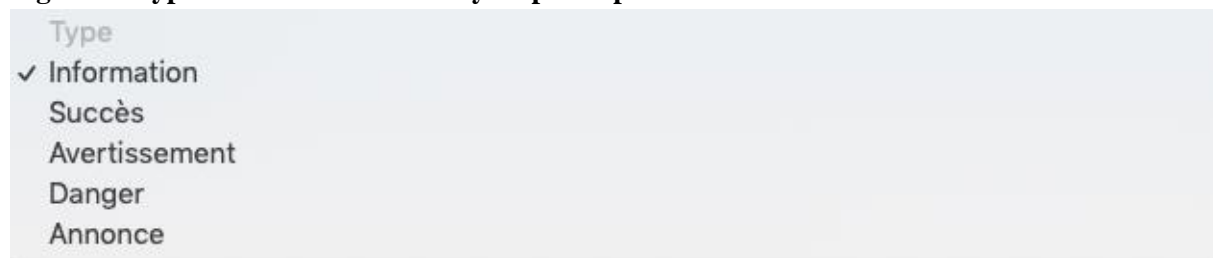 Type
✓ Information
Succès
Avertissement
Danger
Annonce